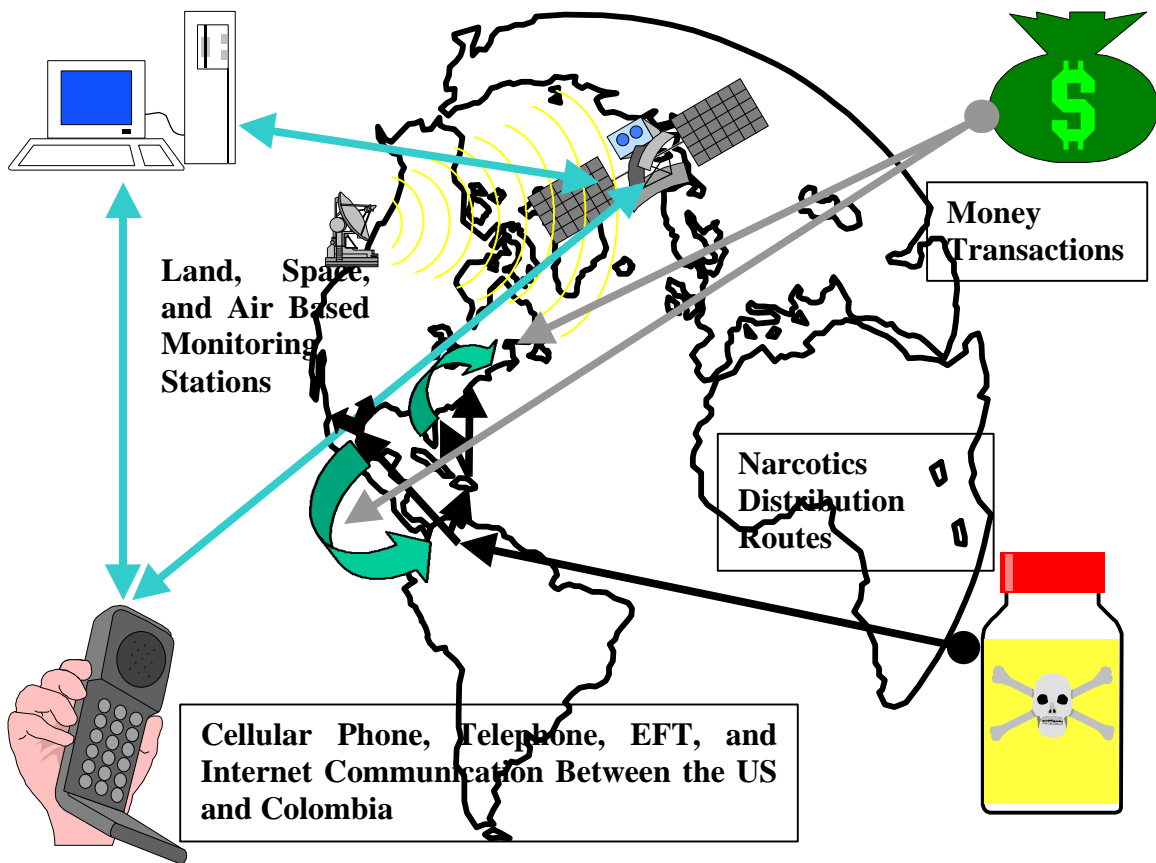 $
Money
Transactions
Land, Space,
and Air Based
Monitoring
Stations
Narcotics
Distribution
Routes
Cellular Phone, Telephone, EFT, and
Internet Communication Between the US
and Colombia